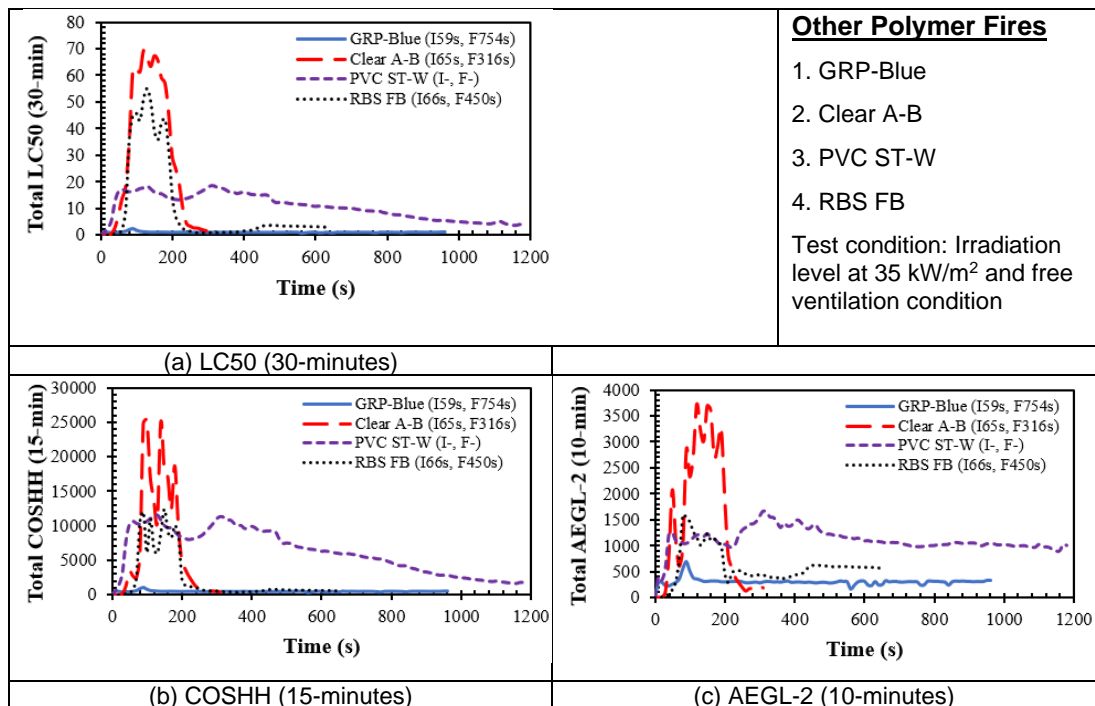 80
70
60
50
40
30
20
10
0
0 200 400 600 800 1000 1200
Total LC50 (30-min)
Time (s)
GRP-Blue (I59s, F754s)
Clear A-B (I65s, F316s)
PVC ST-W (I-, F-)
RBS FB (I66s, F450s)
Other Polymer Fires
1. GRP-Blue
2. Clear A-B
3. PVC ST-W
4. RBS FB
Test condition: Irradiation
level at 35 kW/m² and free
ventilation condition
(a) LC50 (30-minutes)
30000
25000
20000
15000
10000
5000
0
0 200 400 600 800 1000 1200
Total COSHH (15-min)
Time (s)
GRP-Blue (I59s, F754s)
Clear A-B (I65s, F316s)
PVC ST-W (I-, F-)
RBS FB (I66s, F450s)
4000
3500
3000
2500
2000
1500
1000
500
0
0 200 400 600 800 1000 1200
Total AEGL-2 (10-min)
Time (s)
GRP-Blue (I59s, F754s)
Clear A-B (I65s, F316s)
PVC ST-W (I-, F-)
RBS FB (I66s, F450s)
(b) COSHH (15-minutes)
(c) AEGL-2 (10-minutes)